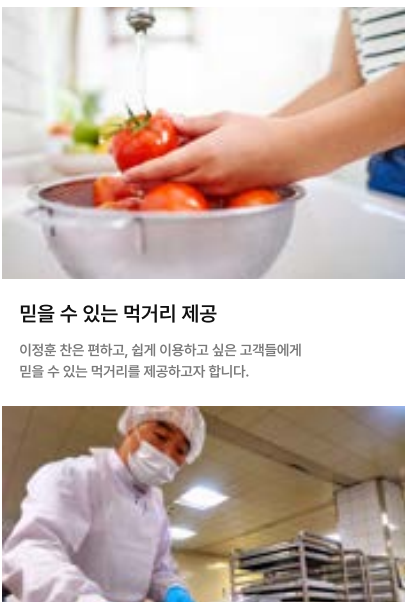 믿을 수 있는 먹거리 제공
이정훈 찬은 편하고, 쉽게 이용하고 싶은 고객들에게
믿을 수 있는 먹거리를 제공하고자 합니다.